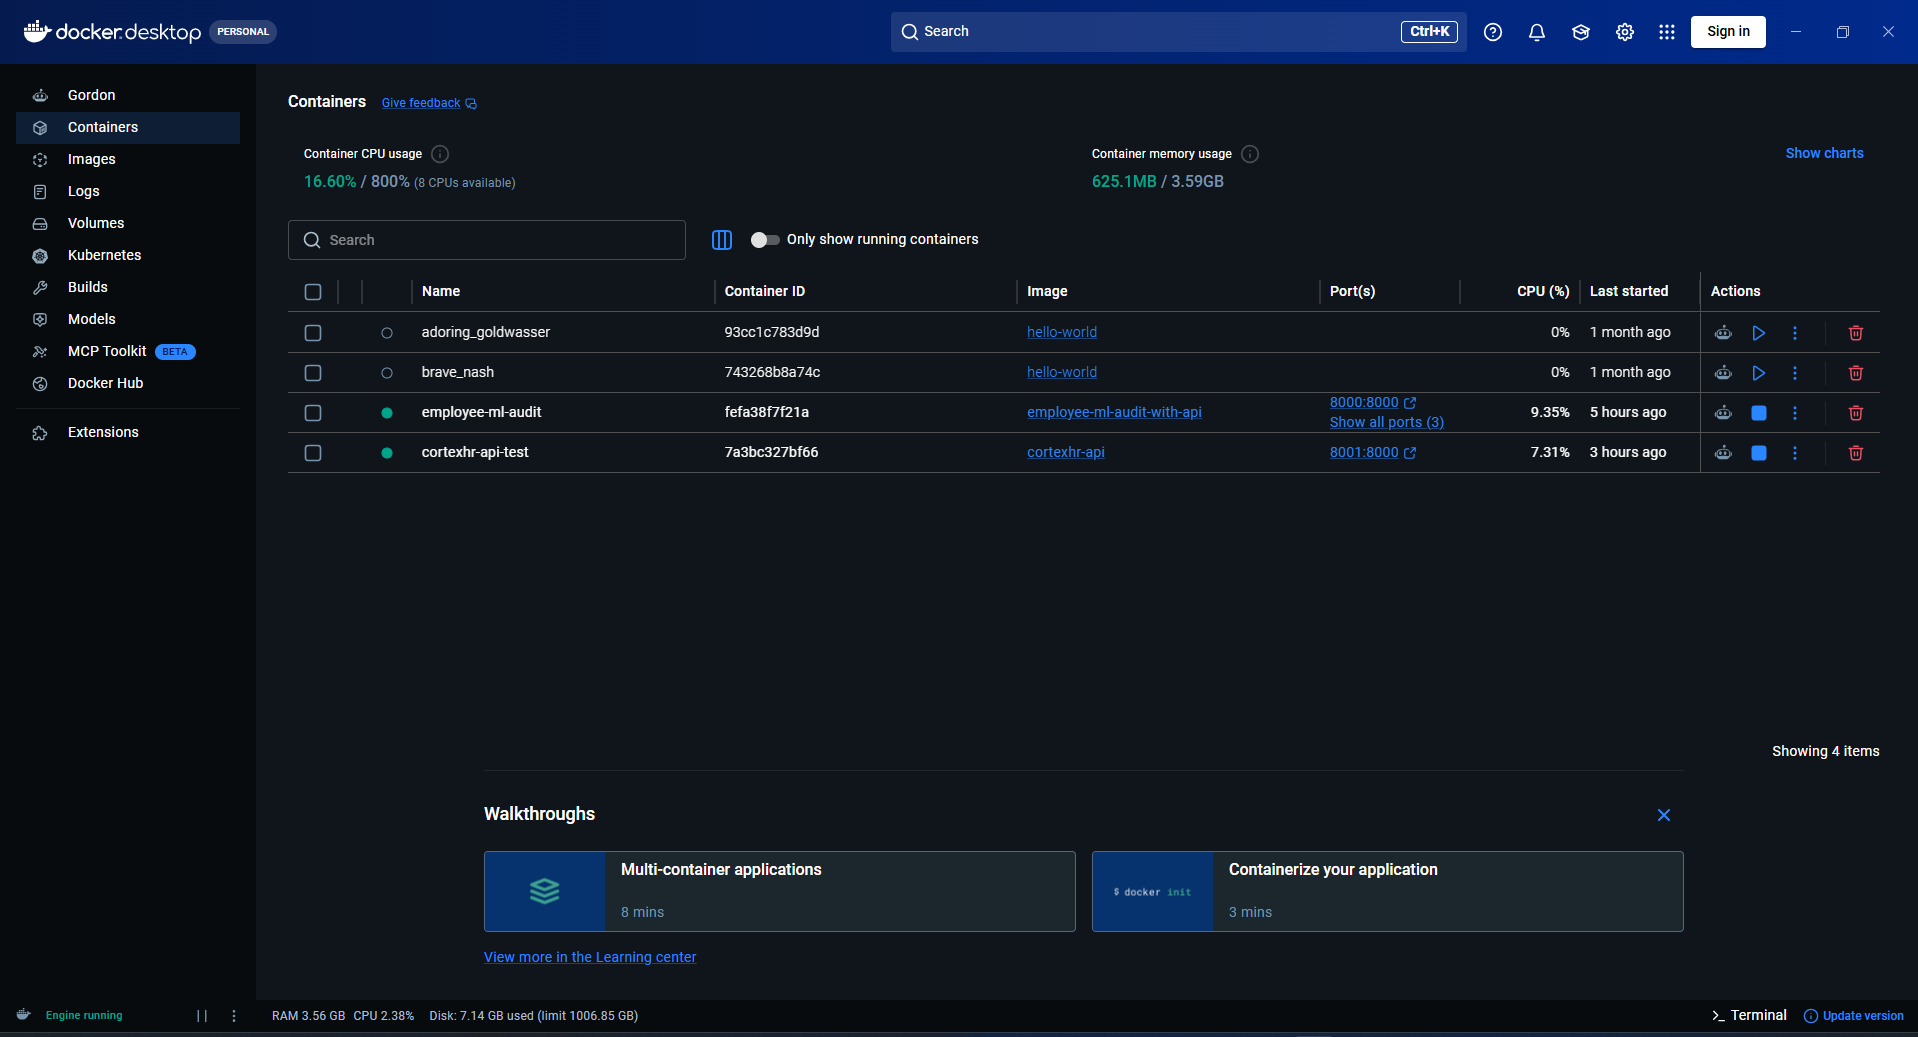 docker.desktop PERSONAL
Search Ctrl+K
Sign in
Gordon
Containers
Images
Logs
Volumes
Kubernetes
Builds
Models
MCP Toolkit BETA
Docker Hub
Extensions
Containers Give feedback
Container CPU usage
16.60% / 800% (8 CPUs available)
Container memory usage
625.1MB / 3.59GB
Show charts
Search
Only show running containers
Name Container ID Image Port(s) CPU (%) Last started Actions
adoring_goldwasser 93cc1c783d9d hello-world 0% 1 month ago
brave_nash 743268b8a74c hello-world 0% 1 month ago
employee-ml-audit fefa38f7f21a employee-ml-audit-with-api 8000:8000 9.35% 5 hours ago
Show all ports (3)
cortexhr-api-test 7a3bc327bf66 cortexhr-api 8001:8000 7.31% 3 hours ago
Showing 4 items
Walkthroughs
Multi-container applications
8 mins
$ docker init
Containerize your application
3 mins
View more in the Learning center
Engine running
RAM 3.56 GB CPU 2.38% Disk: 7.14 GB used (limit 1006.85 GB)
>_ Terminal
Update version